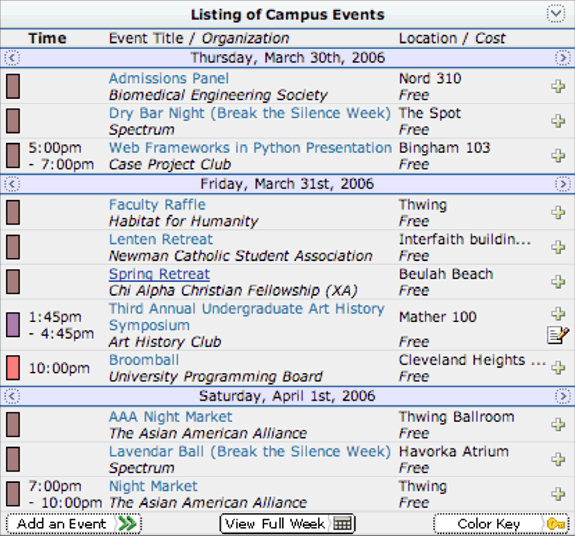 Listing of Campus Events
Time Event Title / Organization Location / Cost
Thursday, March 30th, 2006
Admissions Panel Nord 310
Biomedical Engineering Society Free
Dry Bar Night (Break the Silence Week) The Spot
Spectrum Free
5:00pm Web Frameworks in Python Presentation Bingham 103
- 7:00pm Case Project Club Free
Friday, March 31st, 2006
Faculty Raffle Thwing
Habitat for Humanity Free
Lenten Retreat Interfaith buildin...
Newman Catholic Student Association Free
Spring Retreat Beulah Beach
Chi Alpha Christian Fellowship (XA) Free
1:45pm Third Annual Undergraduate Art History Mather 100
- 4:45pm Symposium
Art History Club Free
10:00pm Broomball Cleveland Heights ...
University Programming Board Free
Saturday, April 1st, 2006
AAA Night Market Thwing Ballroom
The Asian American Alliance Free
Lavendar Ball (Break the Silence Week) Havorka Atrium
Spectrum Free
7:00pm Night Market Thwing
- 10:00pm The Asian American Alliance Free
Add an Event View Full Week Color Key